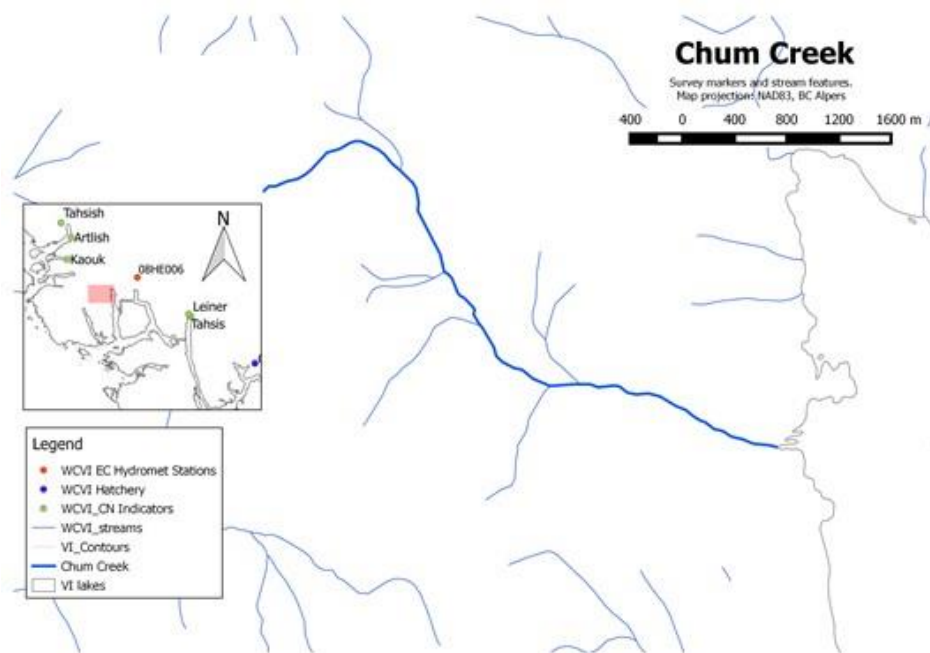 Chum Creek
Survey markers and stream features.
Map projection: NAD83, BC Alpers
400 0 400 800 1200 1600 m
Tahsish
Artlish
Kaouk
N
08HE006
Leiner
Tahsis
Legend
WCVI EC Hydromet Stations
WCVI Hatchery
WCVI_CN Indicators
WCVI_streams
VI_Contours
Chum Creek
VI lakes